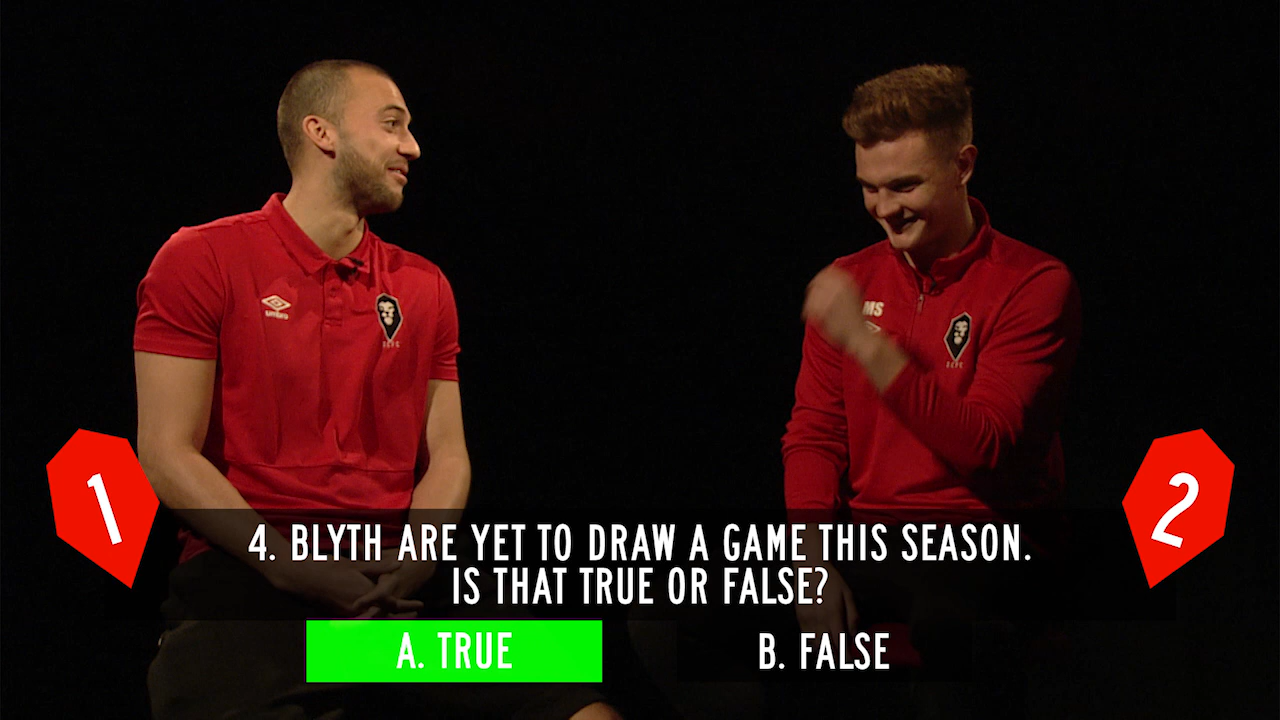 umbro
MS
1
2
4. BLYTH ARE YET TO DRAW A GAME THIS SEASON.
IS THAT TRUE OR FALSE?
A. TRUE
B. FALSE